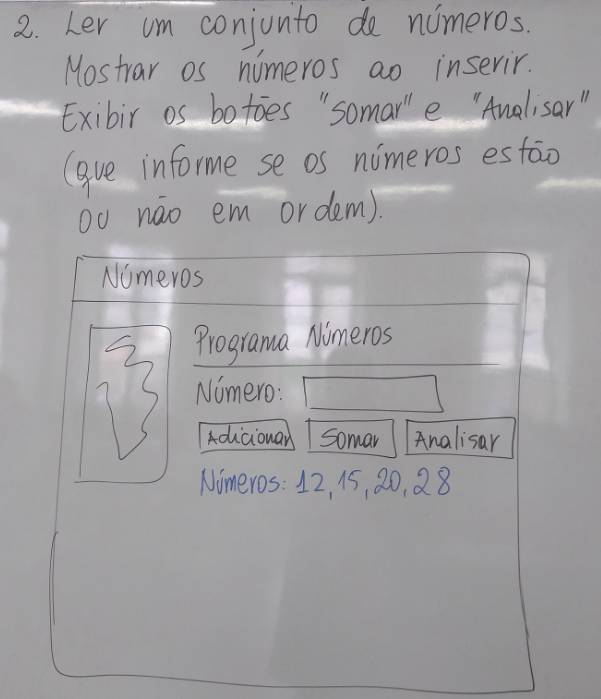 2. Ler um conjunto de números.
Mostrar os números ao inserir.
Exibir os botões "Somar" e "Analisar"
(que informe se os números estão
ou não em ordem).
Números
Programa Números
Número:
Adicionar Somar Analisar
Números: 12, 15, 20, 28